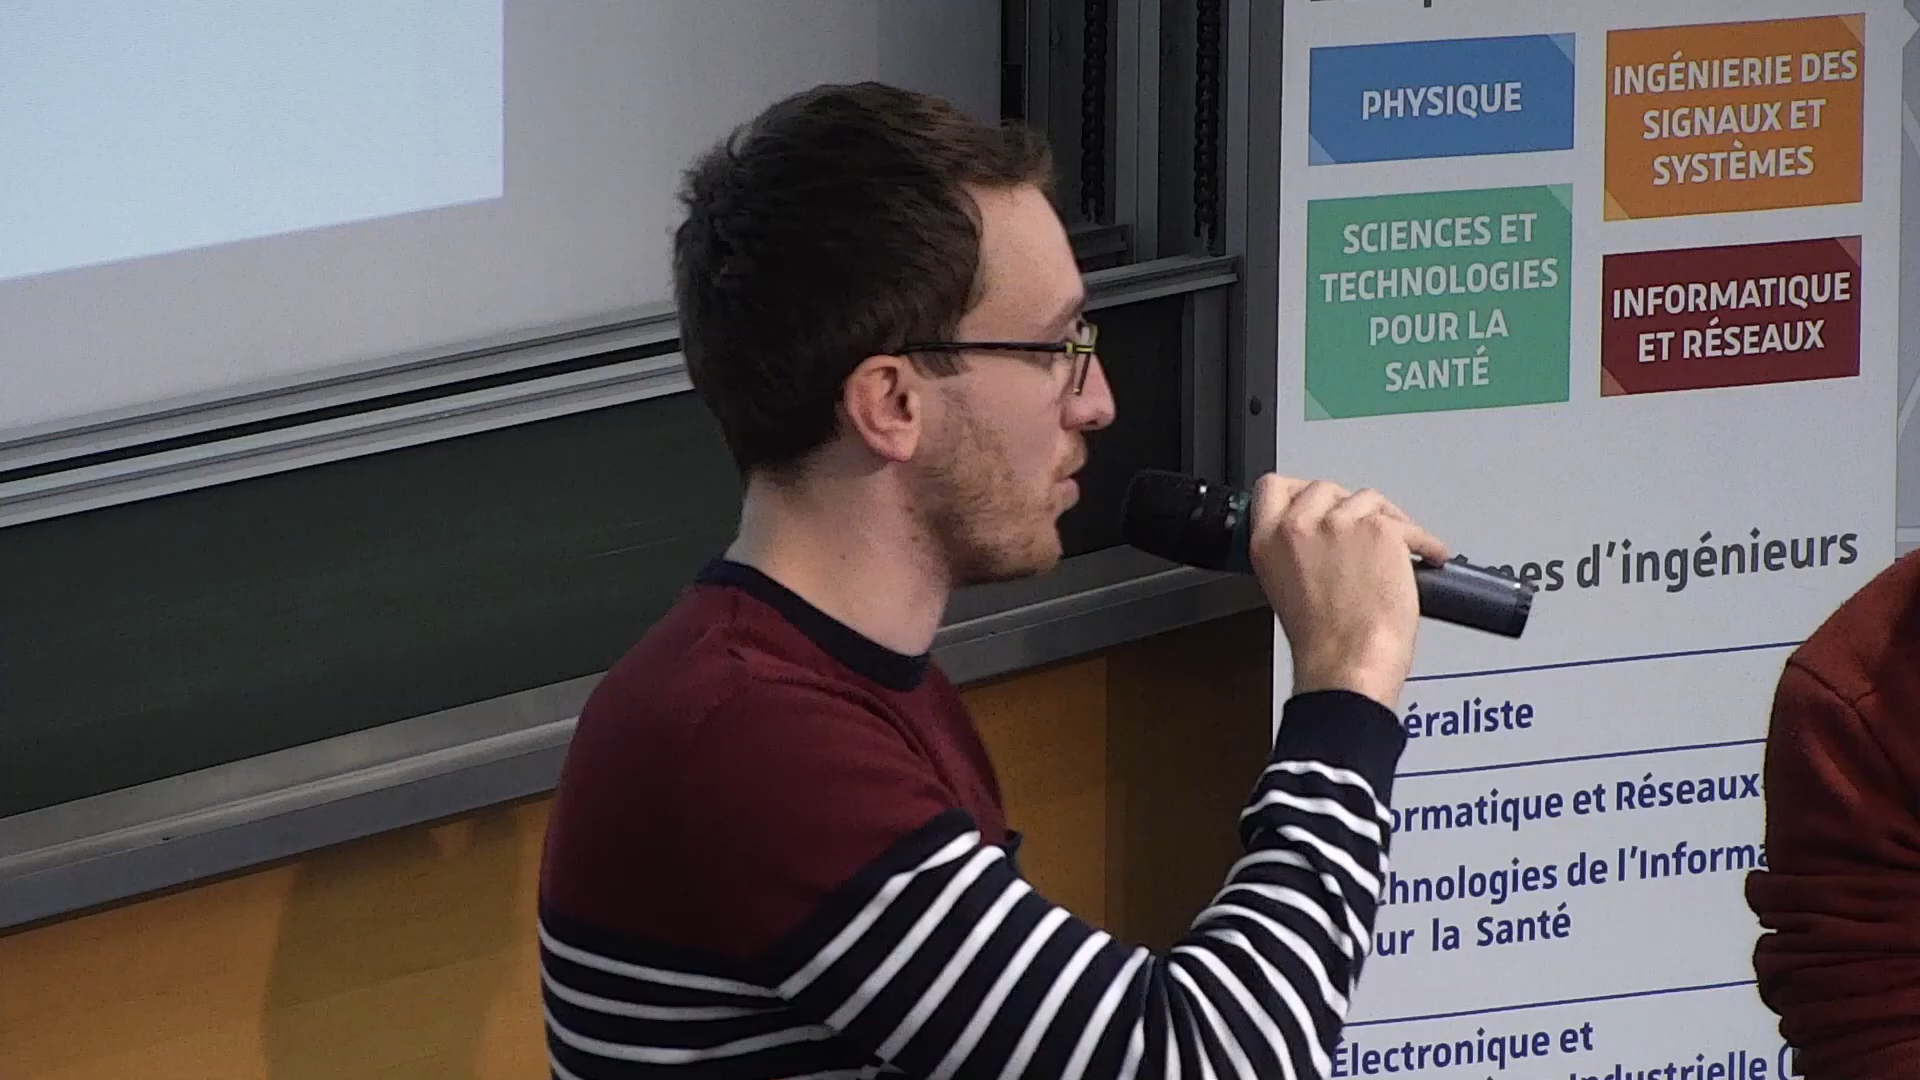 PHYSIQUE
INGÉNIERIE DES
SIGNAUX ET
SYSTÈMES
SCIENCES ET
TECHNOLOGIES
POUR LA
SANTÉ
INFORMATIQUE
ET RÉSEAUX
mes d'ingénieurs
éraliste
ormatique et Réseaux
chnologies de l'Informa
ur la Santé
Électronique et
Industrielle (